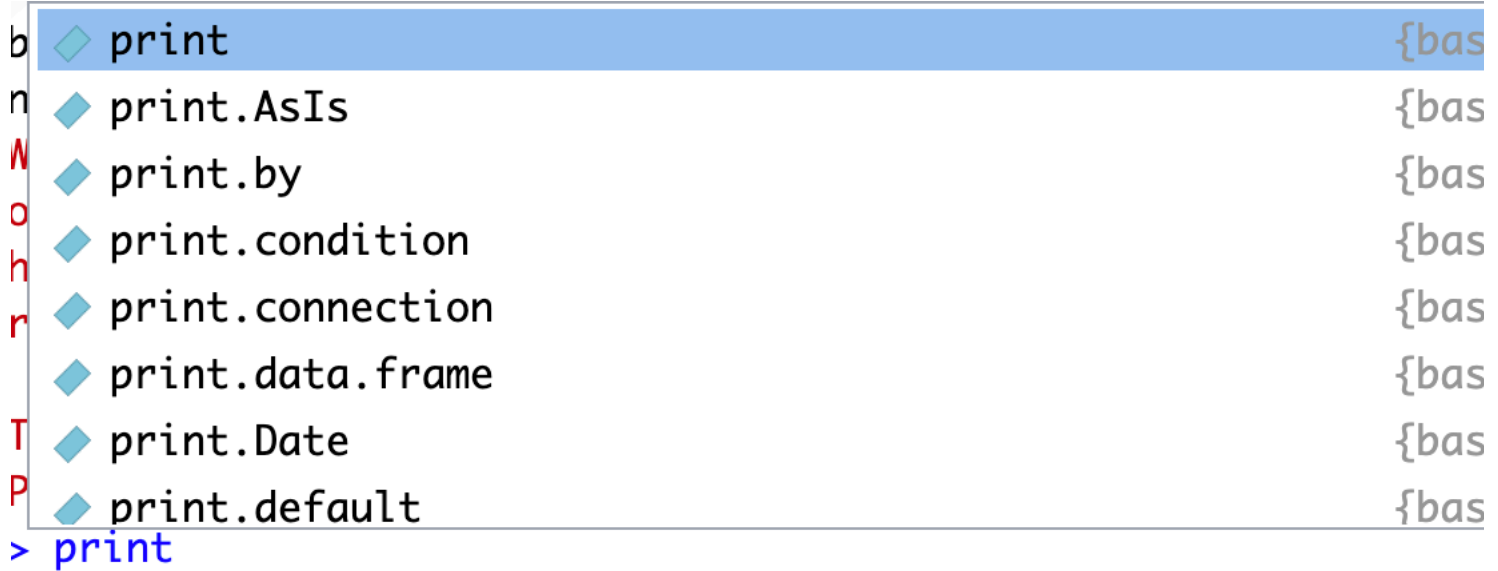 print {bas
print.AsIs {bas
print.by {bas
print.condition {bas
print.connection {bas
print.data.frame {bas
print.Date {bas
print.default {bas
> print